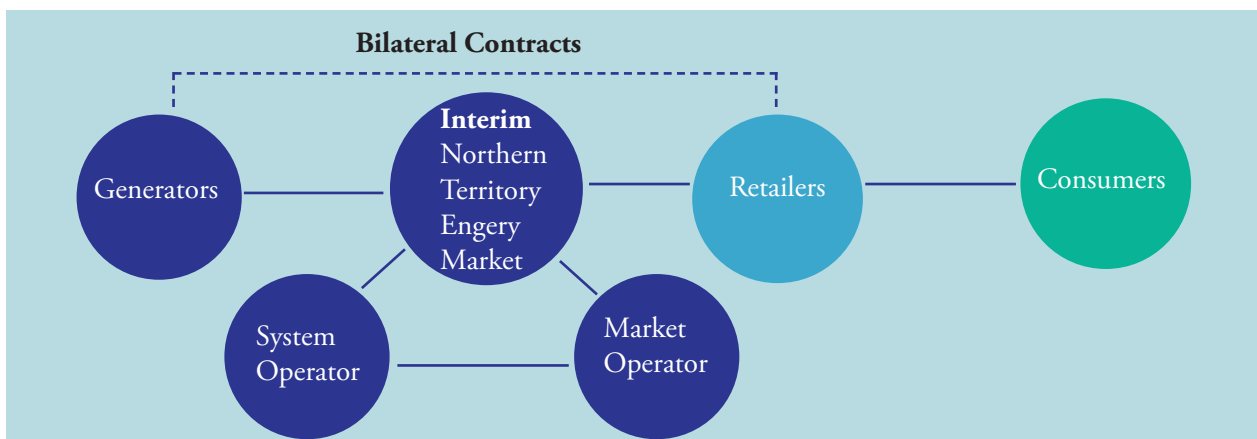 Bilateral Contracts
Generators
Interim
Northern
Territory
Engery
Market
Retailers
Consumers
System
Operator
Market
Operator